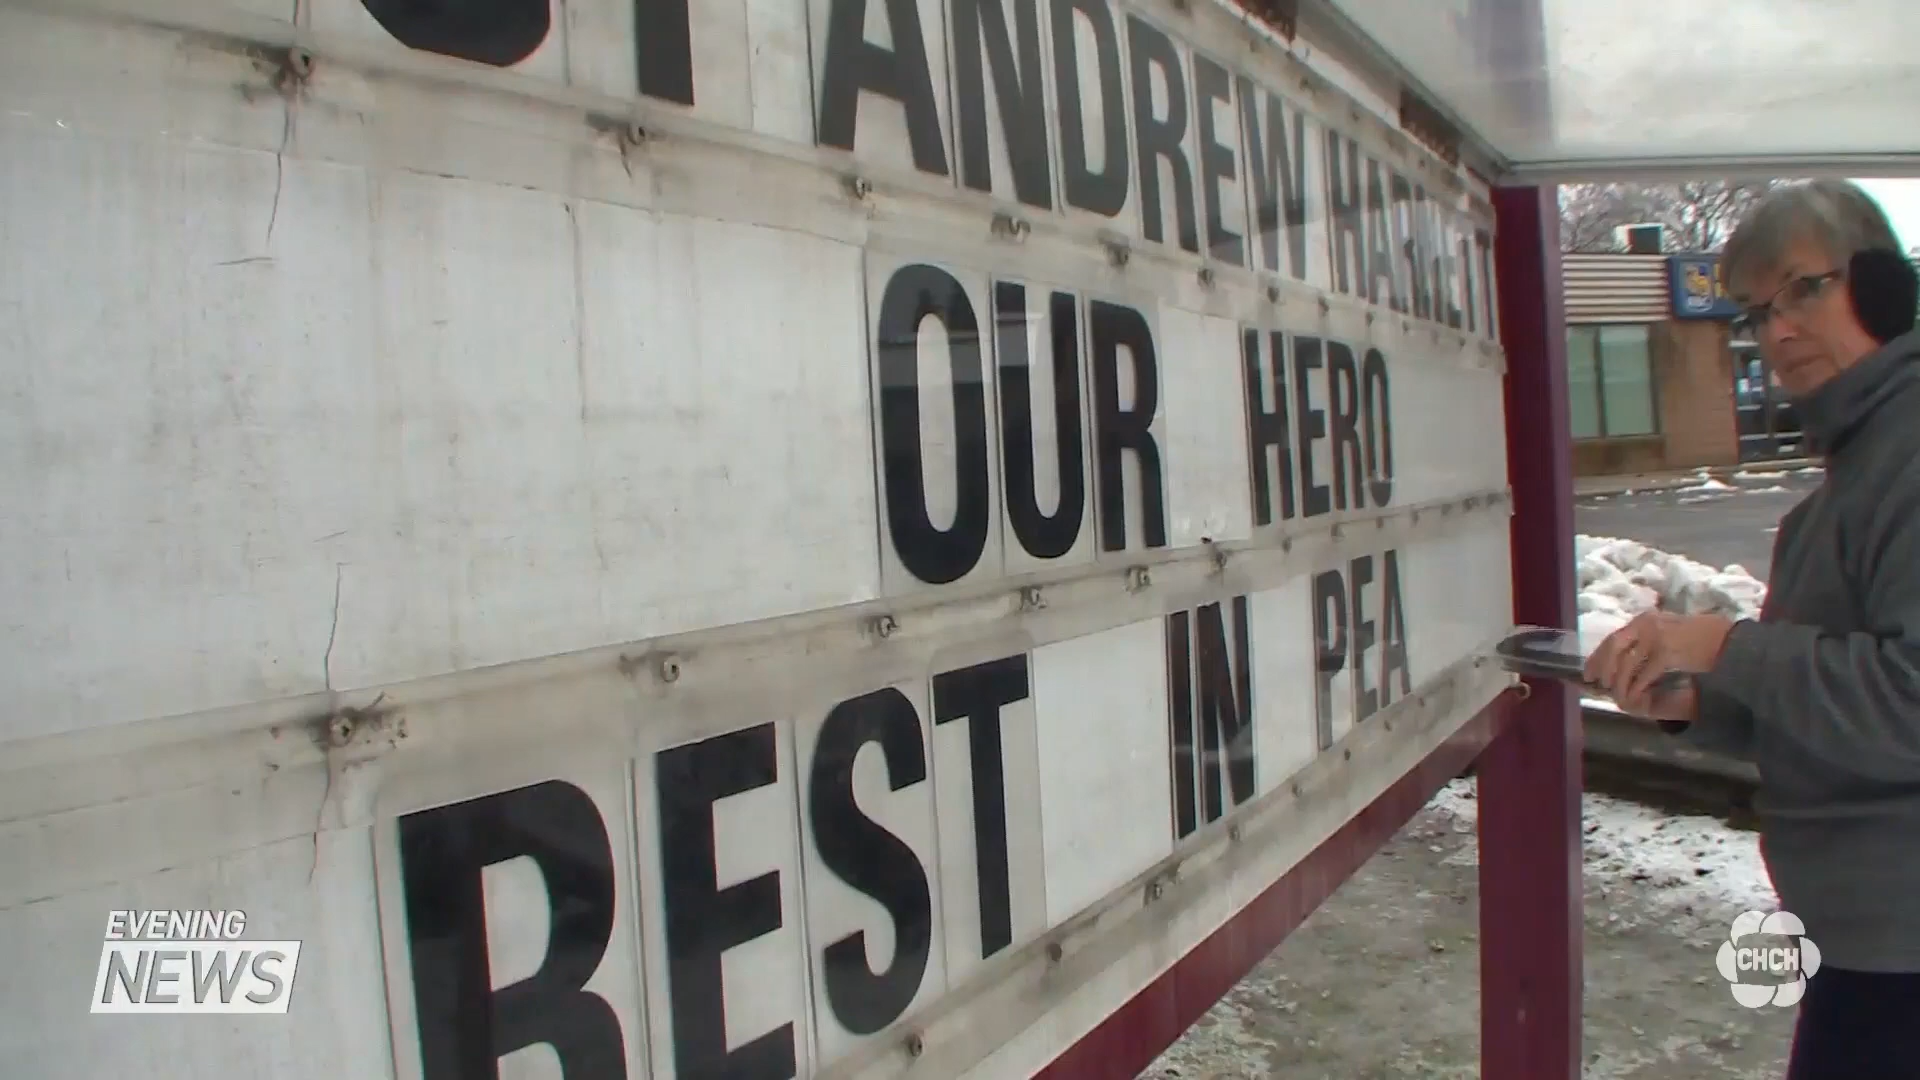 ANDREW HARNETT
OUR HERO
REST IN PEA
EVENING
NEWS
CHCH